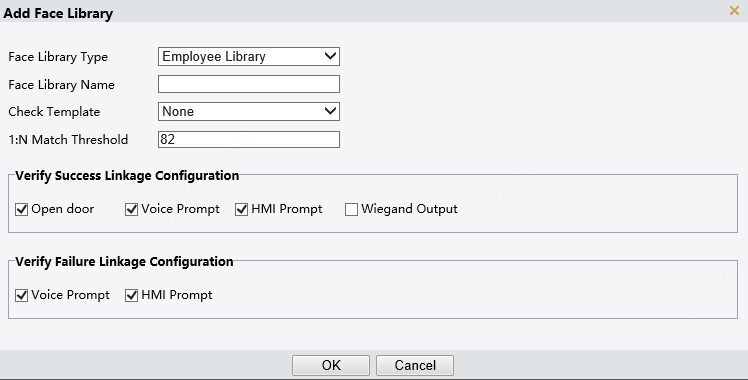 Add Face Library
Face Library Type Employee Library
Face Library Name
Check Template None
1:N Match Threshold 82
Verify Success Linkage Configuration
Open door Voice Prompt HMI Prompt Wiegand Output
Verify Failure Linkage Configuration
Voice Prompt HMI Prompt
OK Cancel